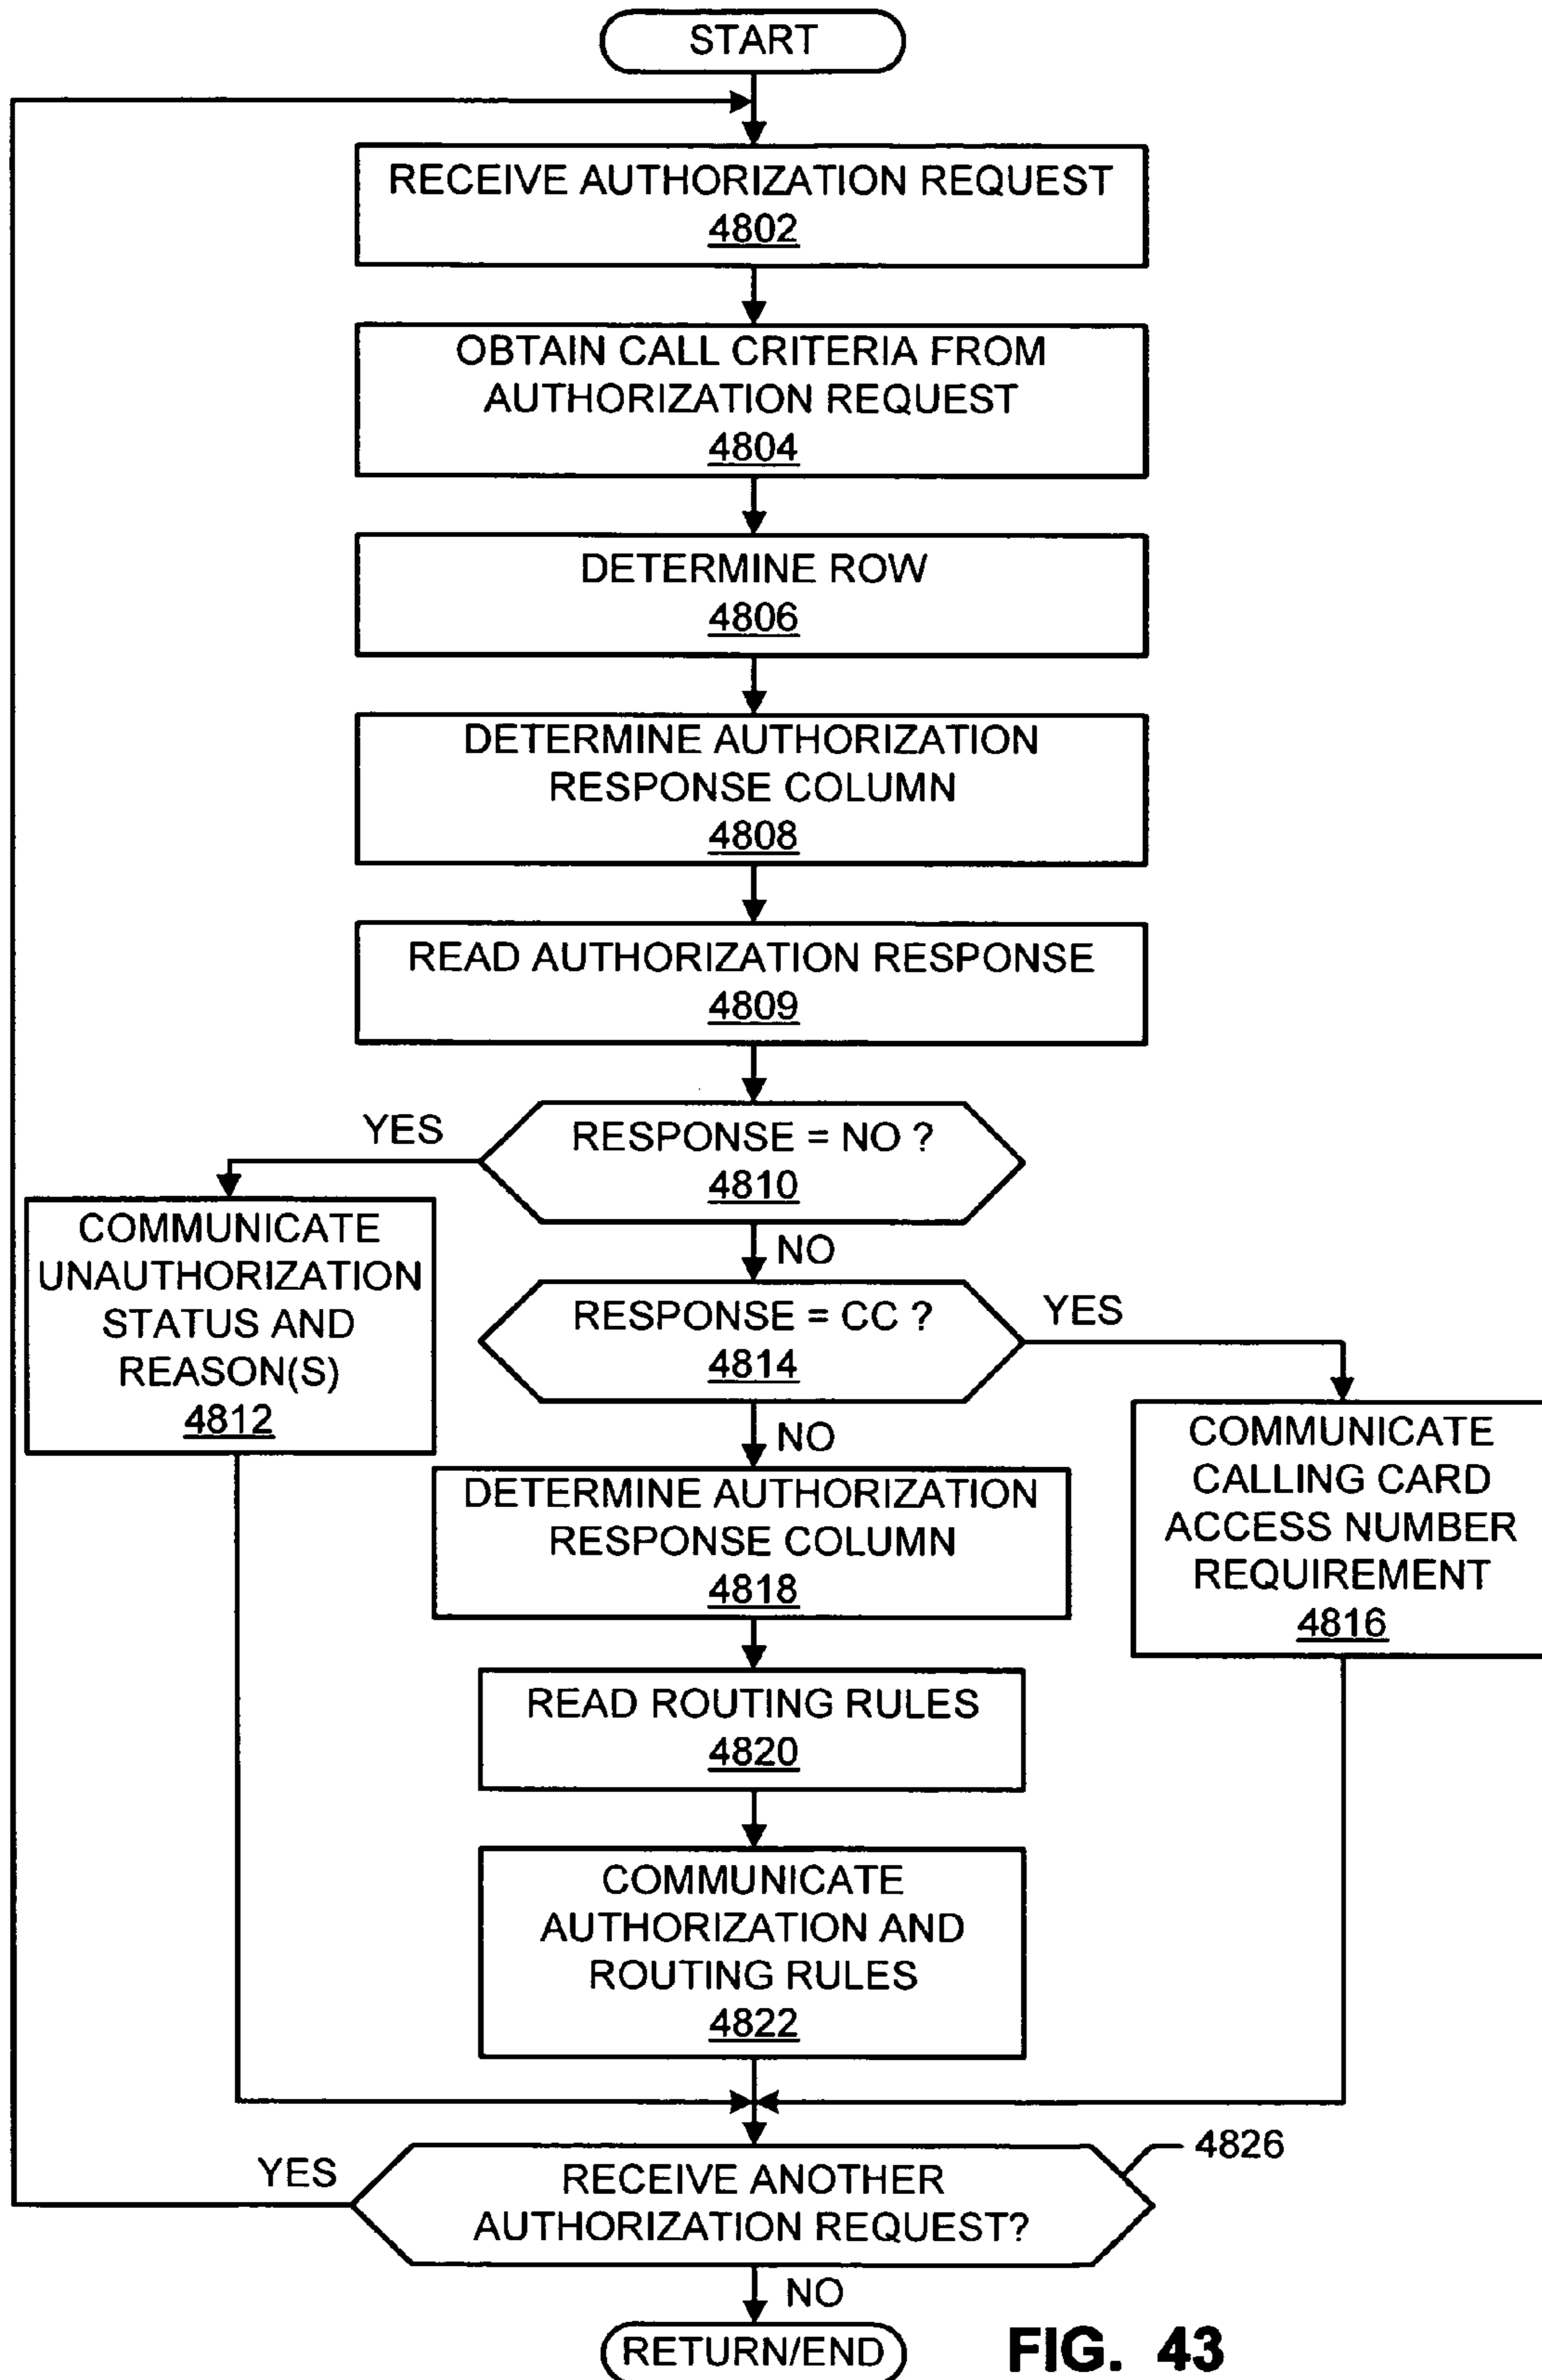 START
RECEIVE AUTHORIZATION REQUEST
4802
OBTAIN CALL CRITERIA FROM
AUTHORIZATION REQUEST
4804
DETERMINE ROW
4806
DETERMINE AUTHORIZATION
RESPONSE COLUMN
4808
READ AUTHORIZATION RESPONSE
4809
YES
RESPONSE = NO ?
4810
COMMUNICATE
UNAUTHORIZATION
STATUS AND
REASON(S)
4812
NO
RESPONSE = CC ?
4814
YES
COMMUNICATE
CALLING CARD
ACCESS NUMBER
REQUIREMENT
4816
NO
DETERMINE AUTHORIZATION
RESPONSE COLUMN
4818
READ ROUTING RULES
4820
COMMUNICATE
AUTHORIZATION AND
ROUTING RULES
4822
4826
YES
RECEIVE ANOTHER
AUTHORIZATION REQUEST?
NO
RETURN/END
FIG. 43